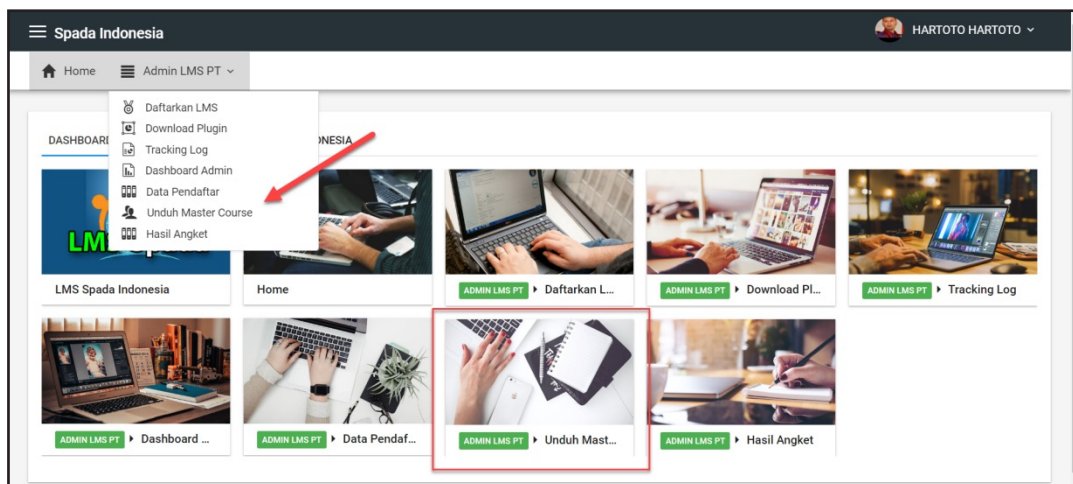 Spada Indonesia
HARTOTO HARTOTO
Home
Admin LMS PT
Daftarkan LMS
Download Plugin
Tracking Log
Dashboard Admin
Data Pendaftar
Unduh Master Course
Hasil Angket
DASHBOARD
LMS Spada Indonesia
Home
ADMIN LMS PT Daftarkan L...
ADMIN LMS PT Download Pl...
ADMIN LMS PT Tracking Log
ADMIN LMS PT Dashboard ...
ADMIN LMS PT Data Pendaf...
ADMIN LMS PT Unduh Mast...
ADMIN LMS PT Hasil Angket